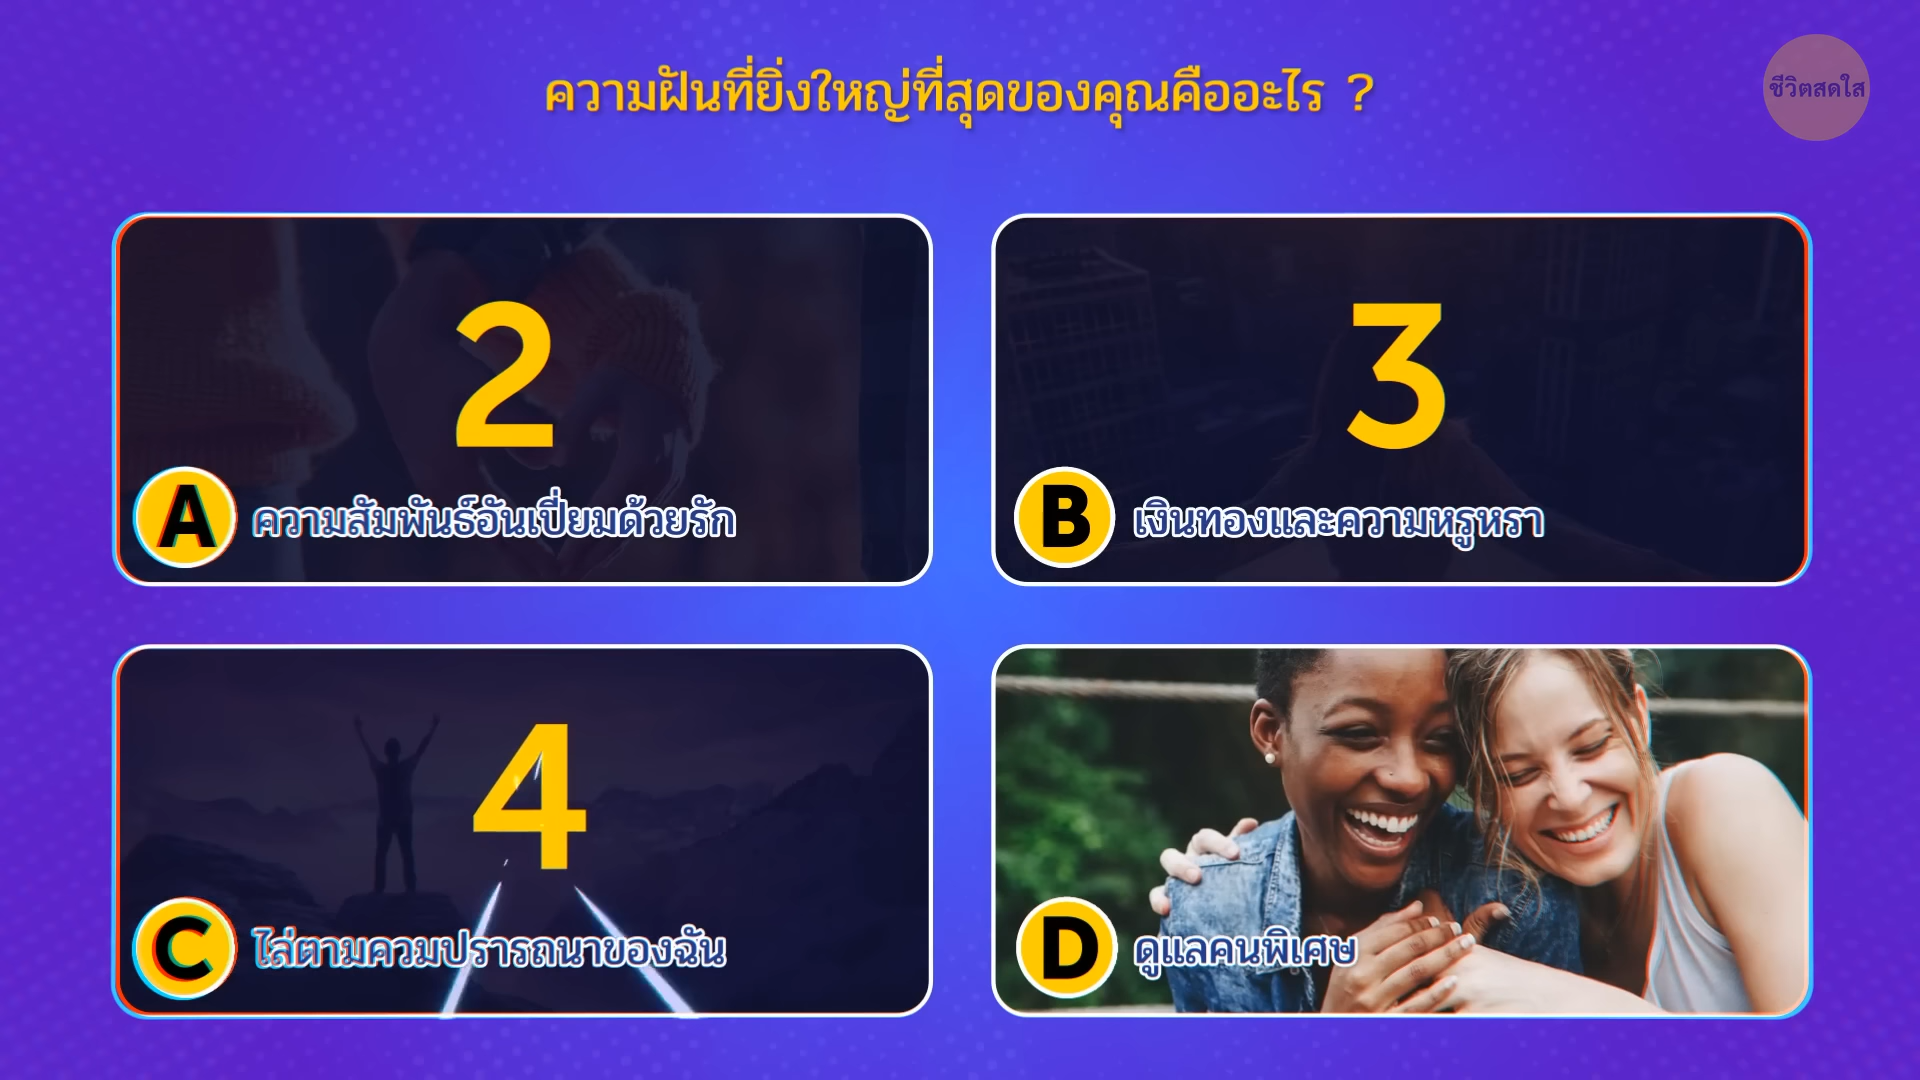 ความฝันที่ยิ่งใหญ่ที่สุดของคุณคืออะไร ?
ชีวิตสดใส
2
A ความสัมพันธ์อันเปี่ยมด้วยรัก
3
B เงินทองและความหรูหรา
4
C ไล่ตามควมปรารถนาของฉัน
D ดูแลคนพิเศษ